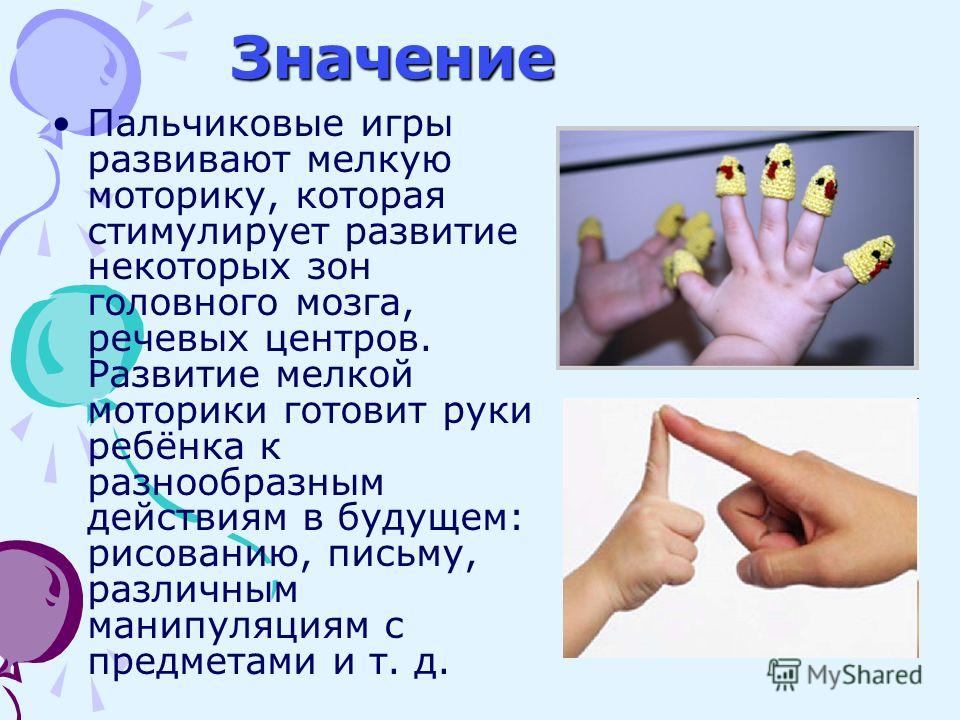 Значение
• Пальчиковые игры
развивают мелкую
моторику, которая
стимулирует развитие
некоторых зон
головного мозга,
речевых центров.
Развитие мелкой
моторики готовит руки
ребёнка к
разнообразным
действиям в будущем:
рисованию, письму,
различным
манипуляциям с
предметами и т. д.
MyShared